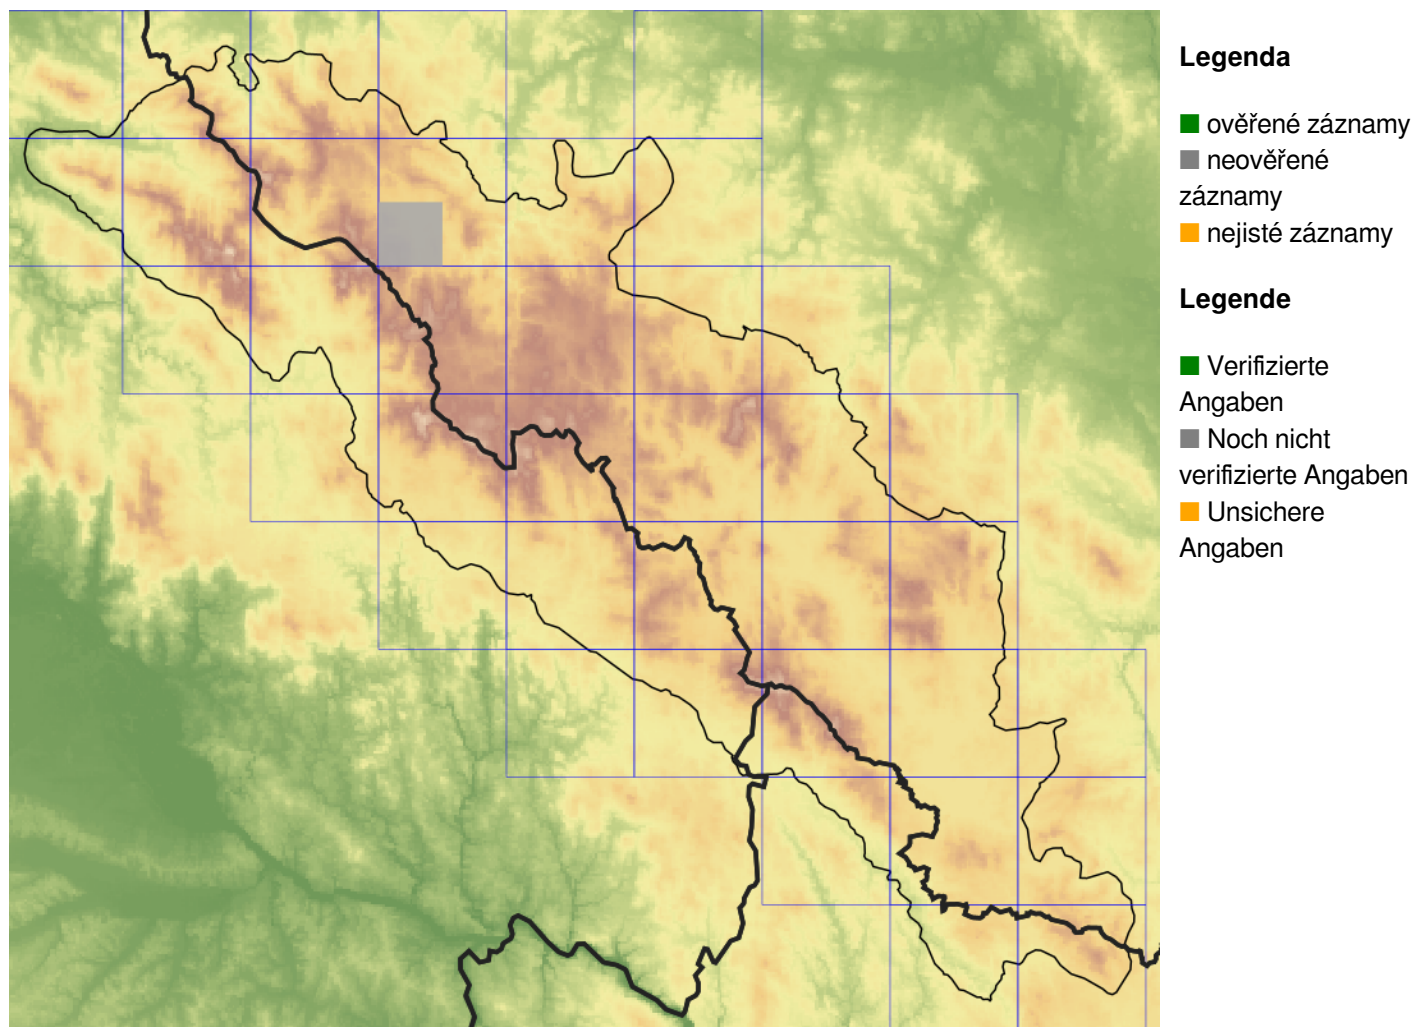 Legenda
ověřené záznamy
neověřené
záznamy
nejisté záznamy
Legende
Verifizierte
Angaben
Noch nicht
verifizierte Angaben
Unsichere
Angaben